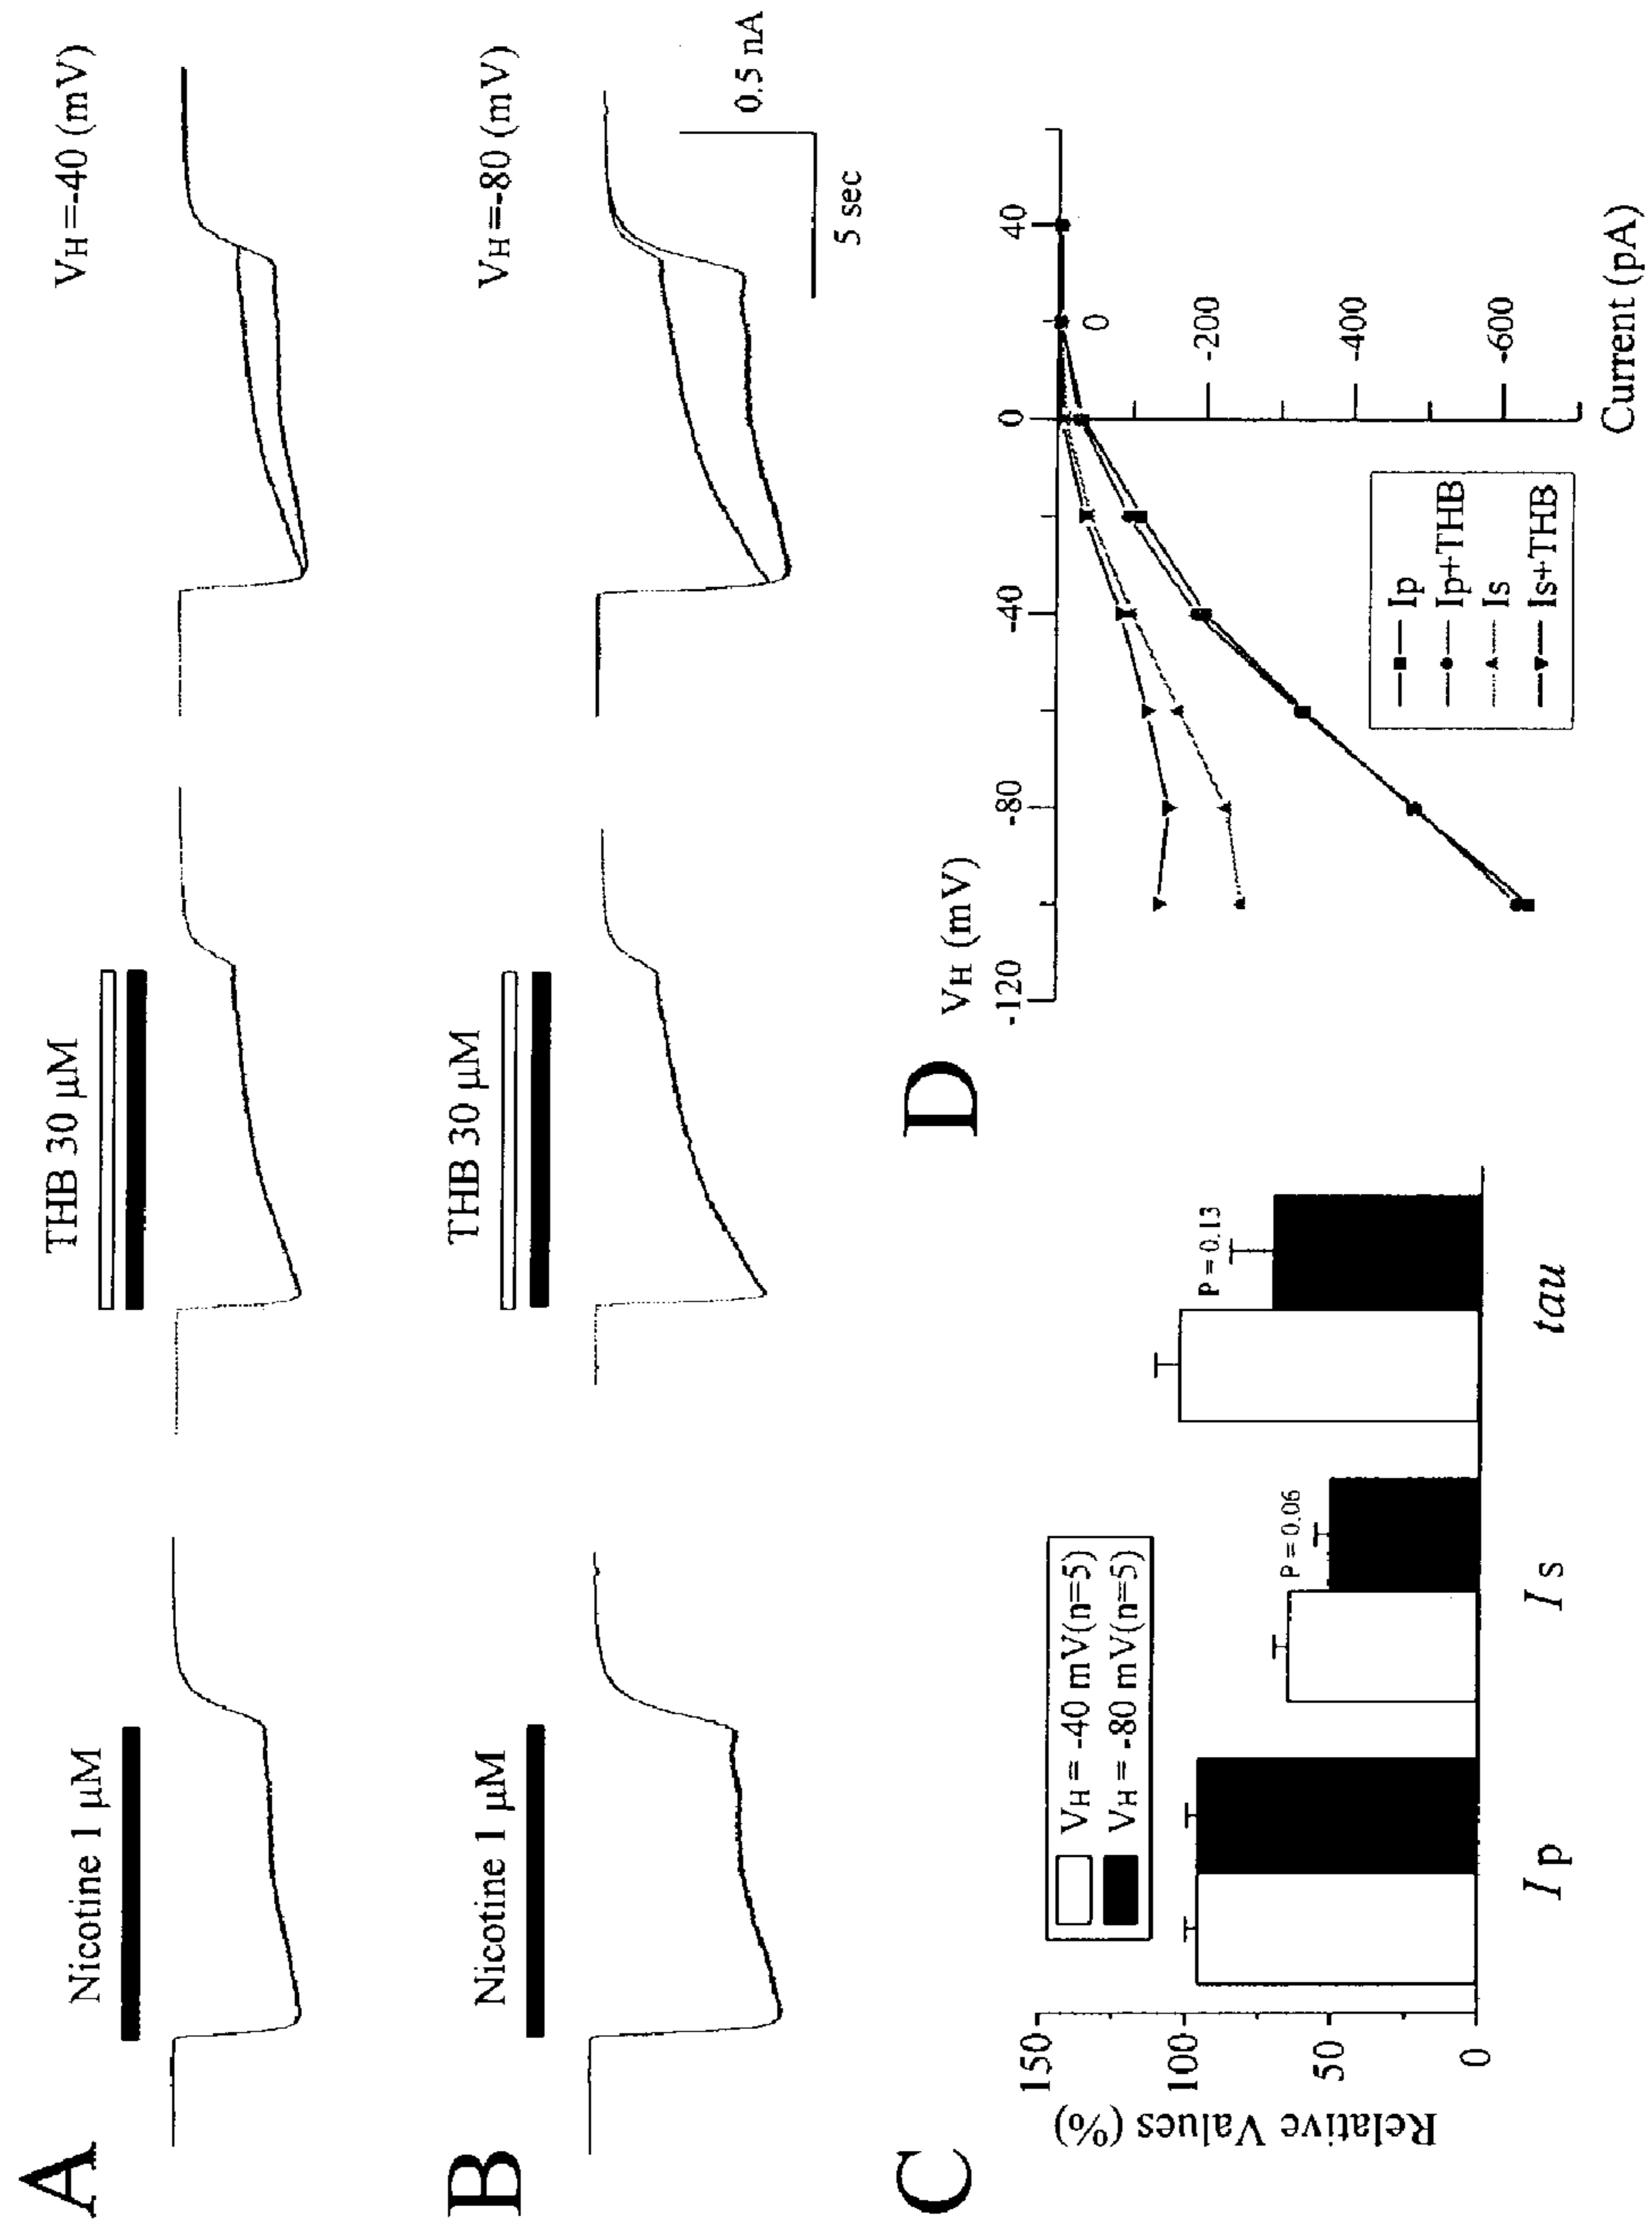 A
Nicotine 1 μM
THB 30 μM
VH =-40 (mV)
B
Nicotine 1 μM
THB 30 μM
VH =-80 (mV)
0.5 nA
5 sec
C
Relative Values (%)
150
100
50
0
VH = -40 mV(n=5)
VH = -80 mV(n=5)
P = 0.06
P = 0.13
Ip
Is
tau
D
VH (mV)
-120
-80
-40
0
40
0
-200
-400
-600
Current (pA)
Ip
Ip+THB
Is
Is+THB